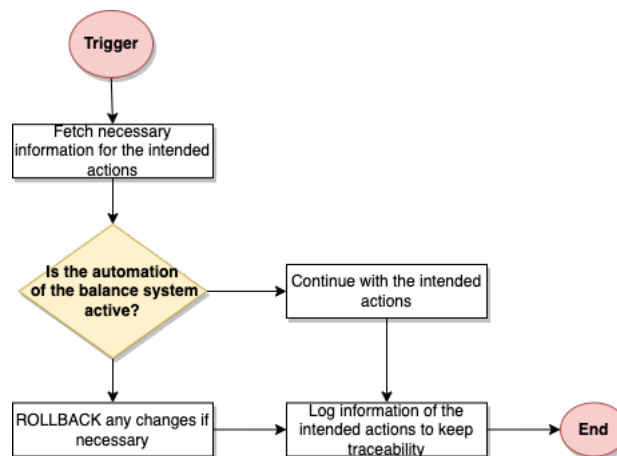 Trigger
Fetch necessary
information for the intended
actions
Is the automation
of the balance system
active?
Continue with the intended
actions
ROLLBACK any changes if
necessary
Log information of the
intended actions to keep
traceability
End